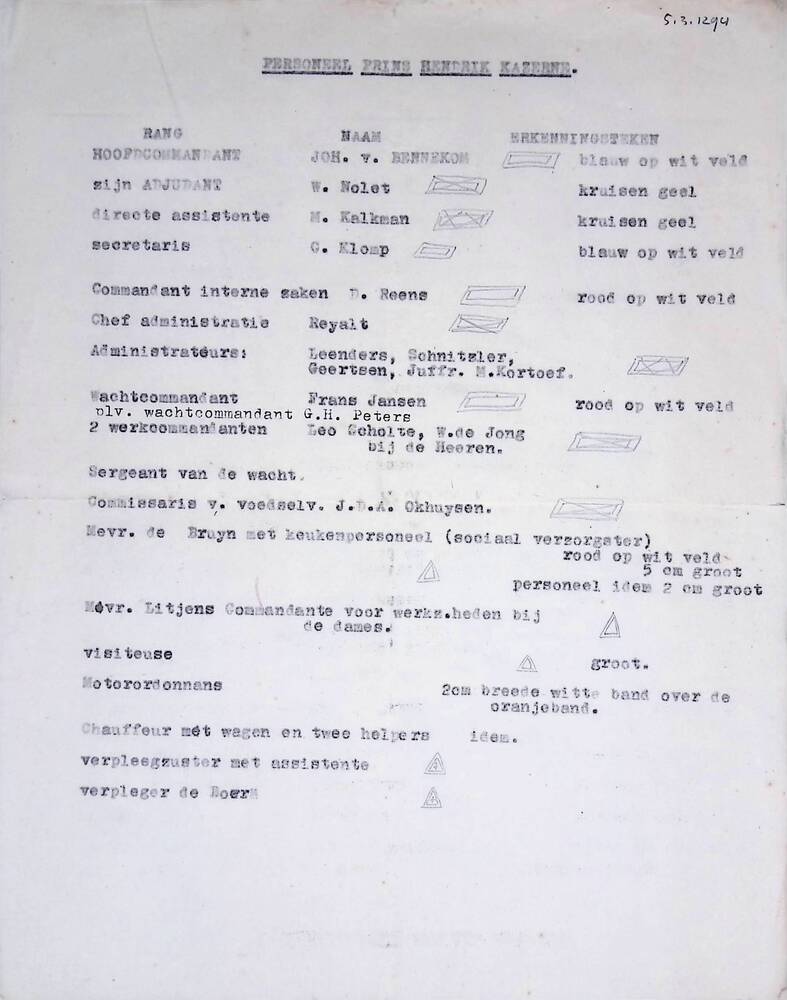 5.3.1294
PERSONEEL PRINS HENDRIK KAZERNE.
RANG NAAM ERKENNINGSTEKEN
HOOFDCOMMANDANT JOH. v. BENNEKOM blauw op wit veld
zijn ADJUDANT W. Nolet kruisen geel
directe assistente M. Kalkman kruisen geel
secretaris G. Klomp blauw op wit veld
Commandant interne zaken D. Reens rood op wit veld
Chef administratie Reyalt
Administrateurs: Leenders, Schnitzler,
Geertsen, Juffr. M.Kortoef.
Wachtcommandant Frans Jansen rood op wit veld
plv. wachtcommandant G.H. Peters
2 werkcommandanten Leo Scholte, W.de Jong
bij de Heeren.
Sergeant van de wacht.
Commissaris v. voedselv. J.D.A. Okhuysen.
Mevr. de Bruyn met keukenpersoneel (sociaal verzorgster)
rood op wit veld
5 cm groot
personeel idem 2 cm groot
Mevr. Litjens Commandante voor werkz.heden bij
de dames.
visiteuse groot.
Motorordonnans 2cm breede witte band over de
oranjeband.
Chauffeur met wagen en twee helpers idem.
verpleegzuster met assistente
verpleger de Boer